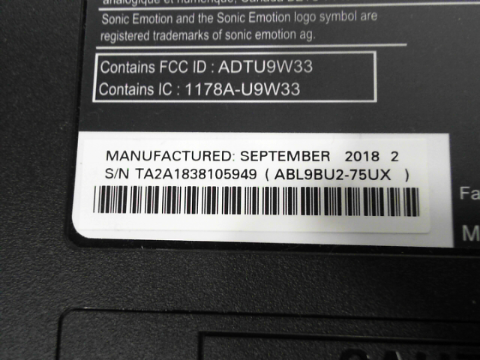 Sonic Emotion and the Sonic Emotion logo symbol are
registered trademarks of sonic emotion ag.
Contains FCC ID : ADTU9W33
Contains IC : 1178A-U9W33
MANUFACTURED: SEPTEMBER 2018 2
S/N TA2A1838105949 ( ABL9BU2-75UX )
Fa
M